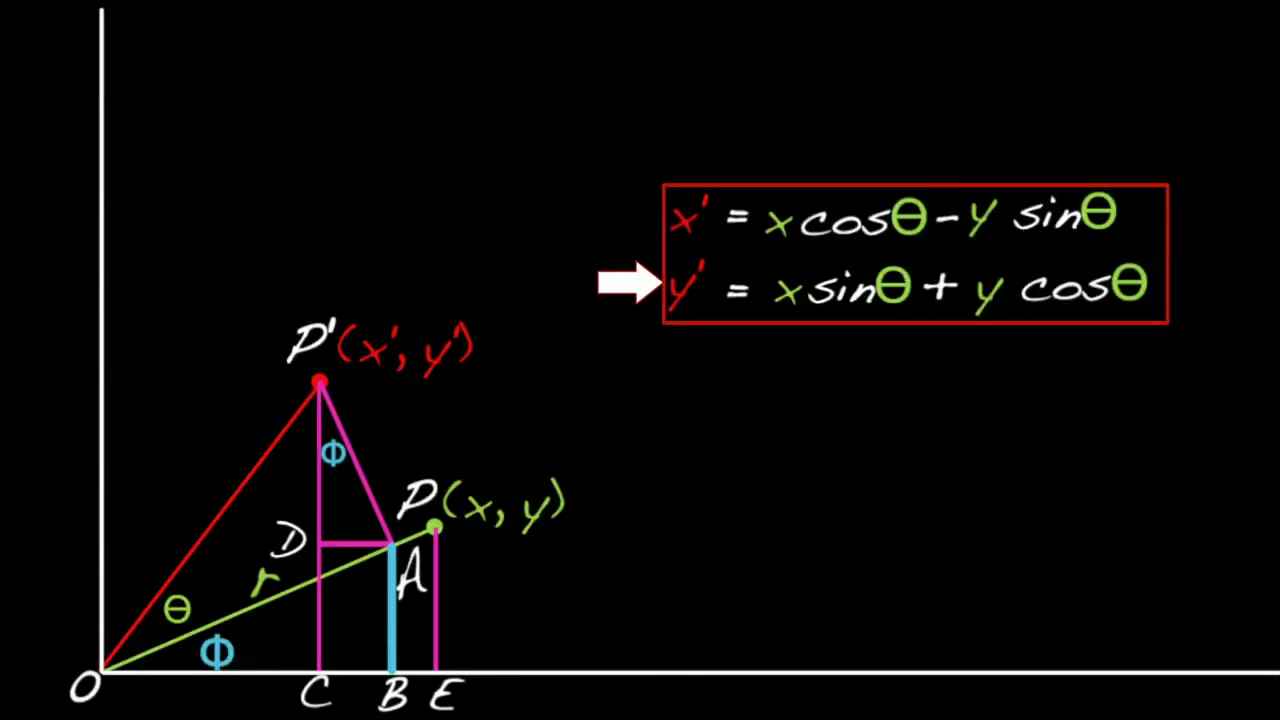 x' = x cosθ - y sinθ
y' = x sinθ + y cosθ
P'(x', y')
Φ
P(x, y)
D
A
r
θ
Φ
O
C B E